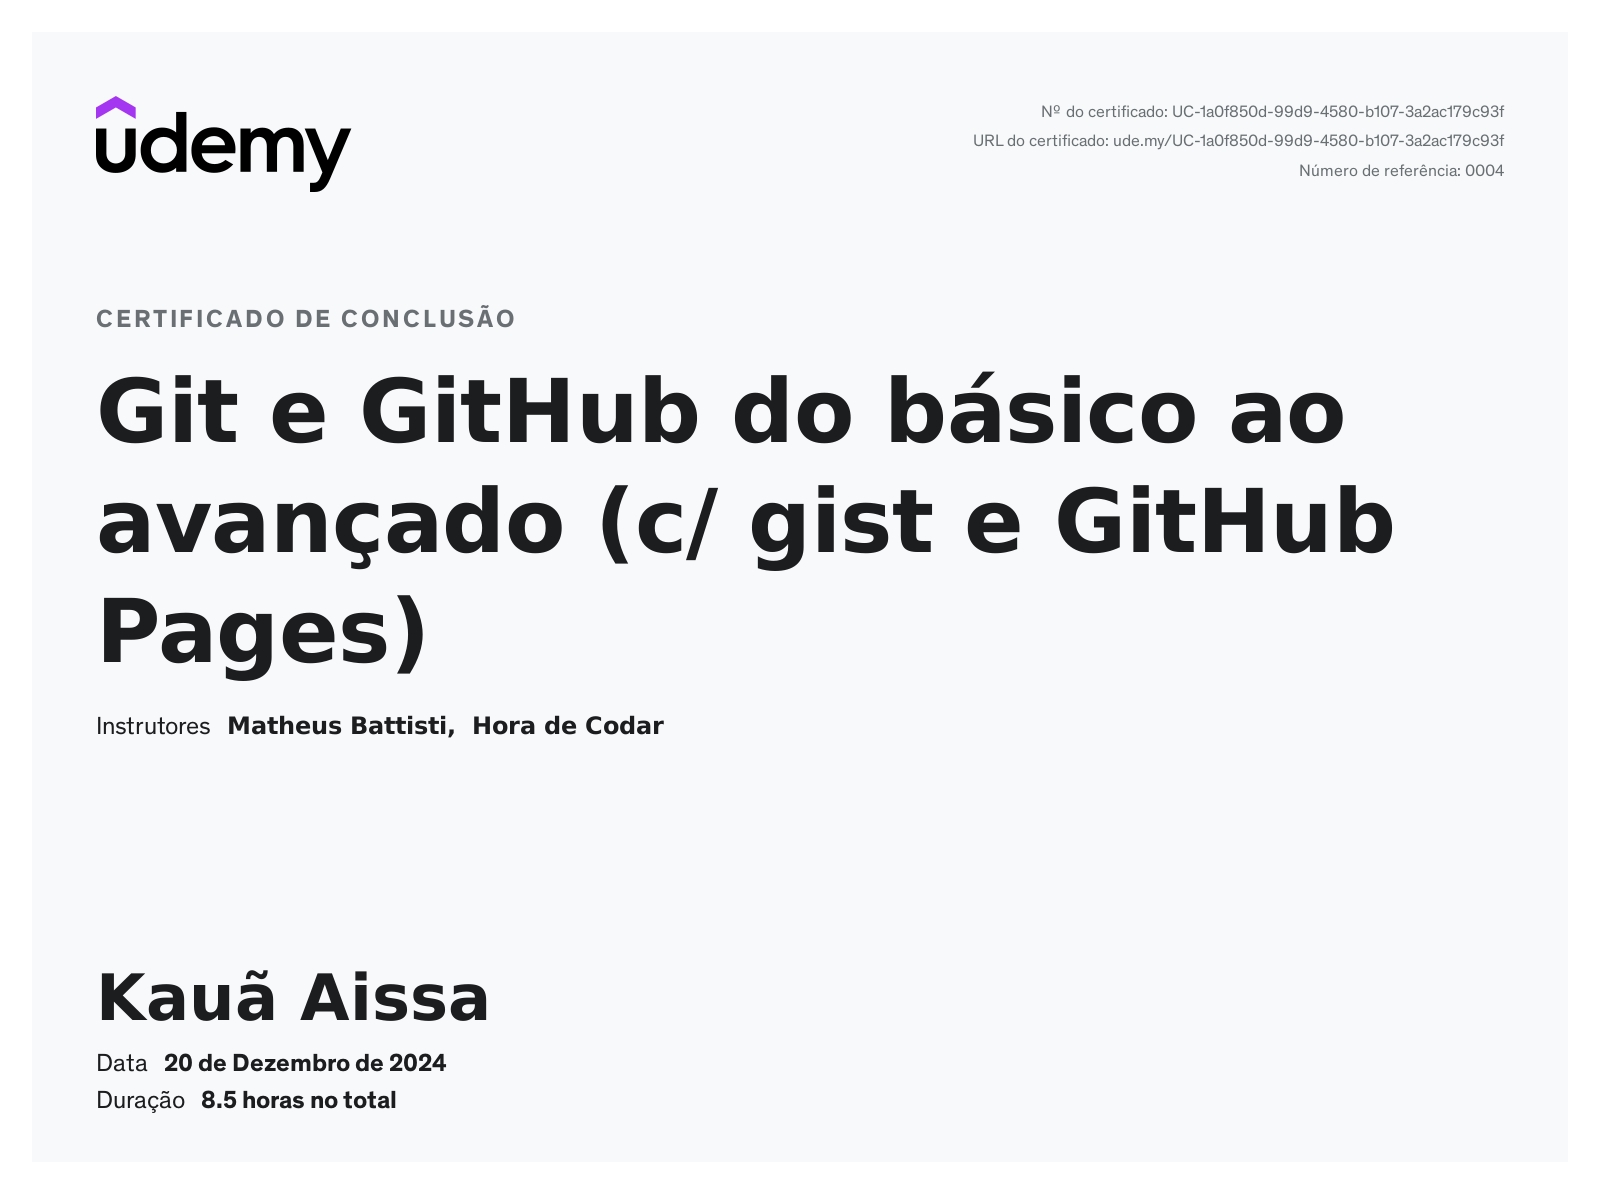 udemy
Nº do certificado: UC-1a0f850d-99d9-4580-b107-3a2ac179c93f
URL do certificado: ude.my/UC-1a0f850d-99d9-4580-b107-3a2ac179c93f
Número de referência: 0004
CERTIFICADO DE CONCLUSÃO
Git e GitHub do básico ao
avançado (c/ gist e GitHub
Pages)
Instrutores Matheus Battisti, Hora de Codar
Kauã Aissa
Data 20 de Dezembro de 2024
Duração 8.5 horas no total